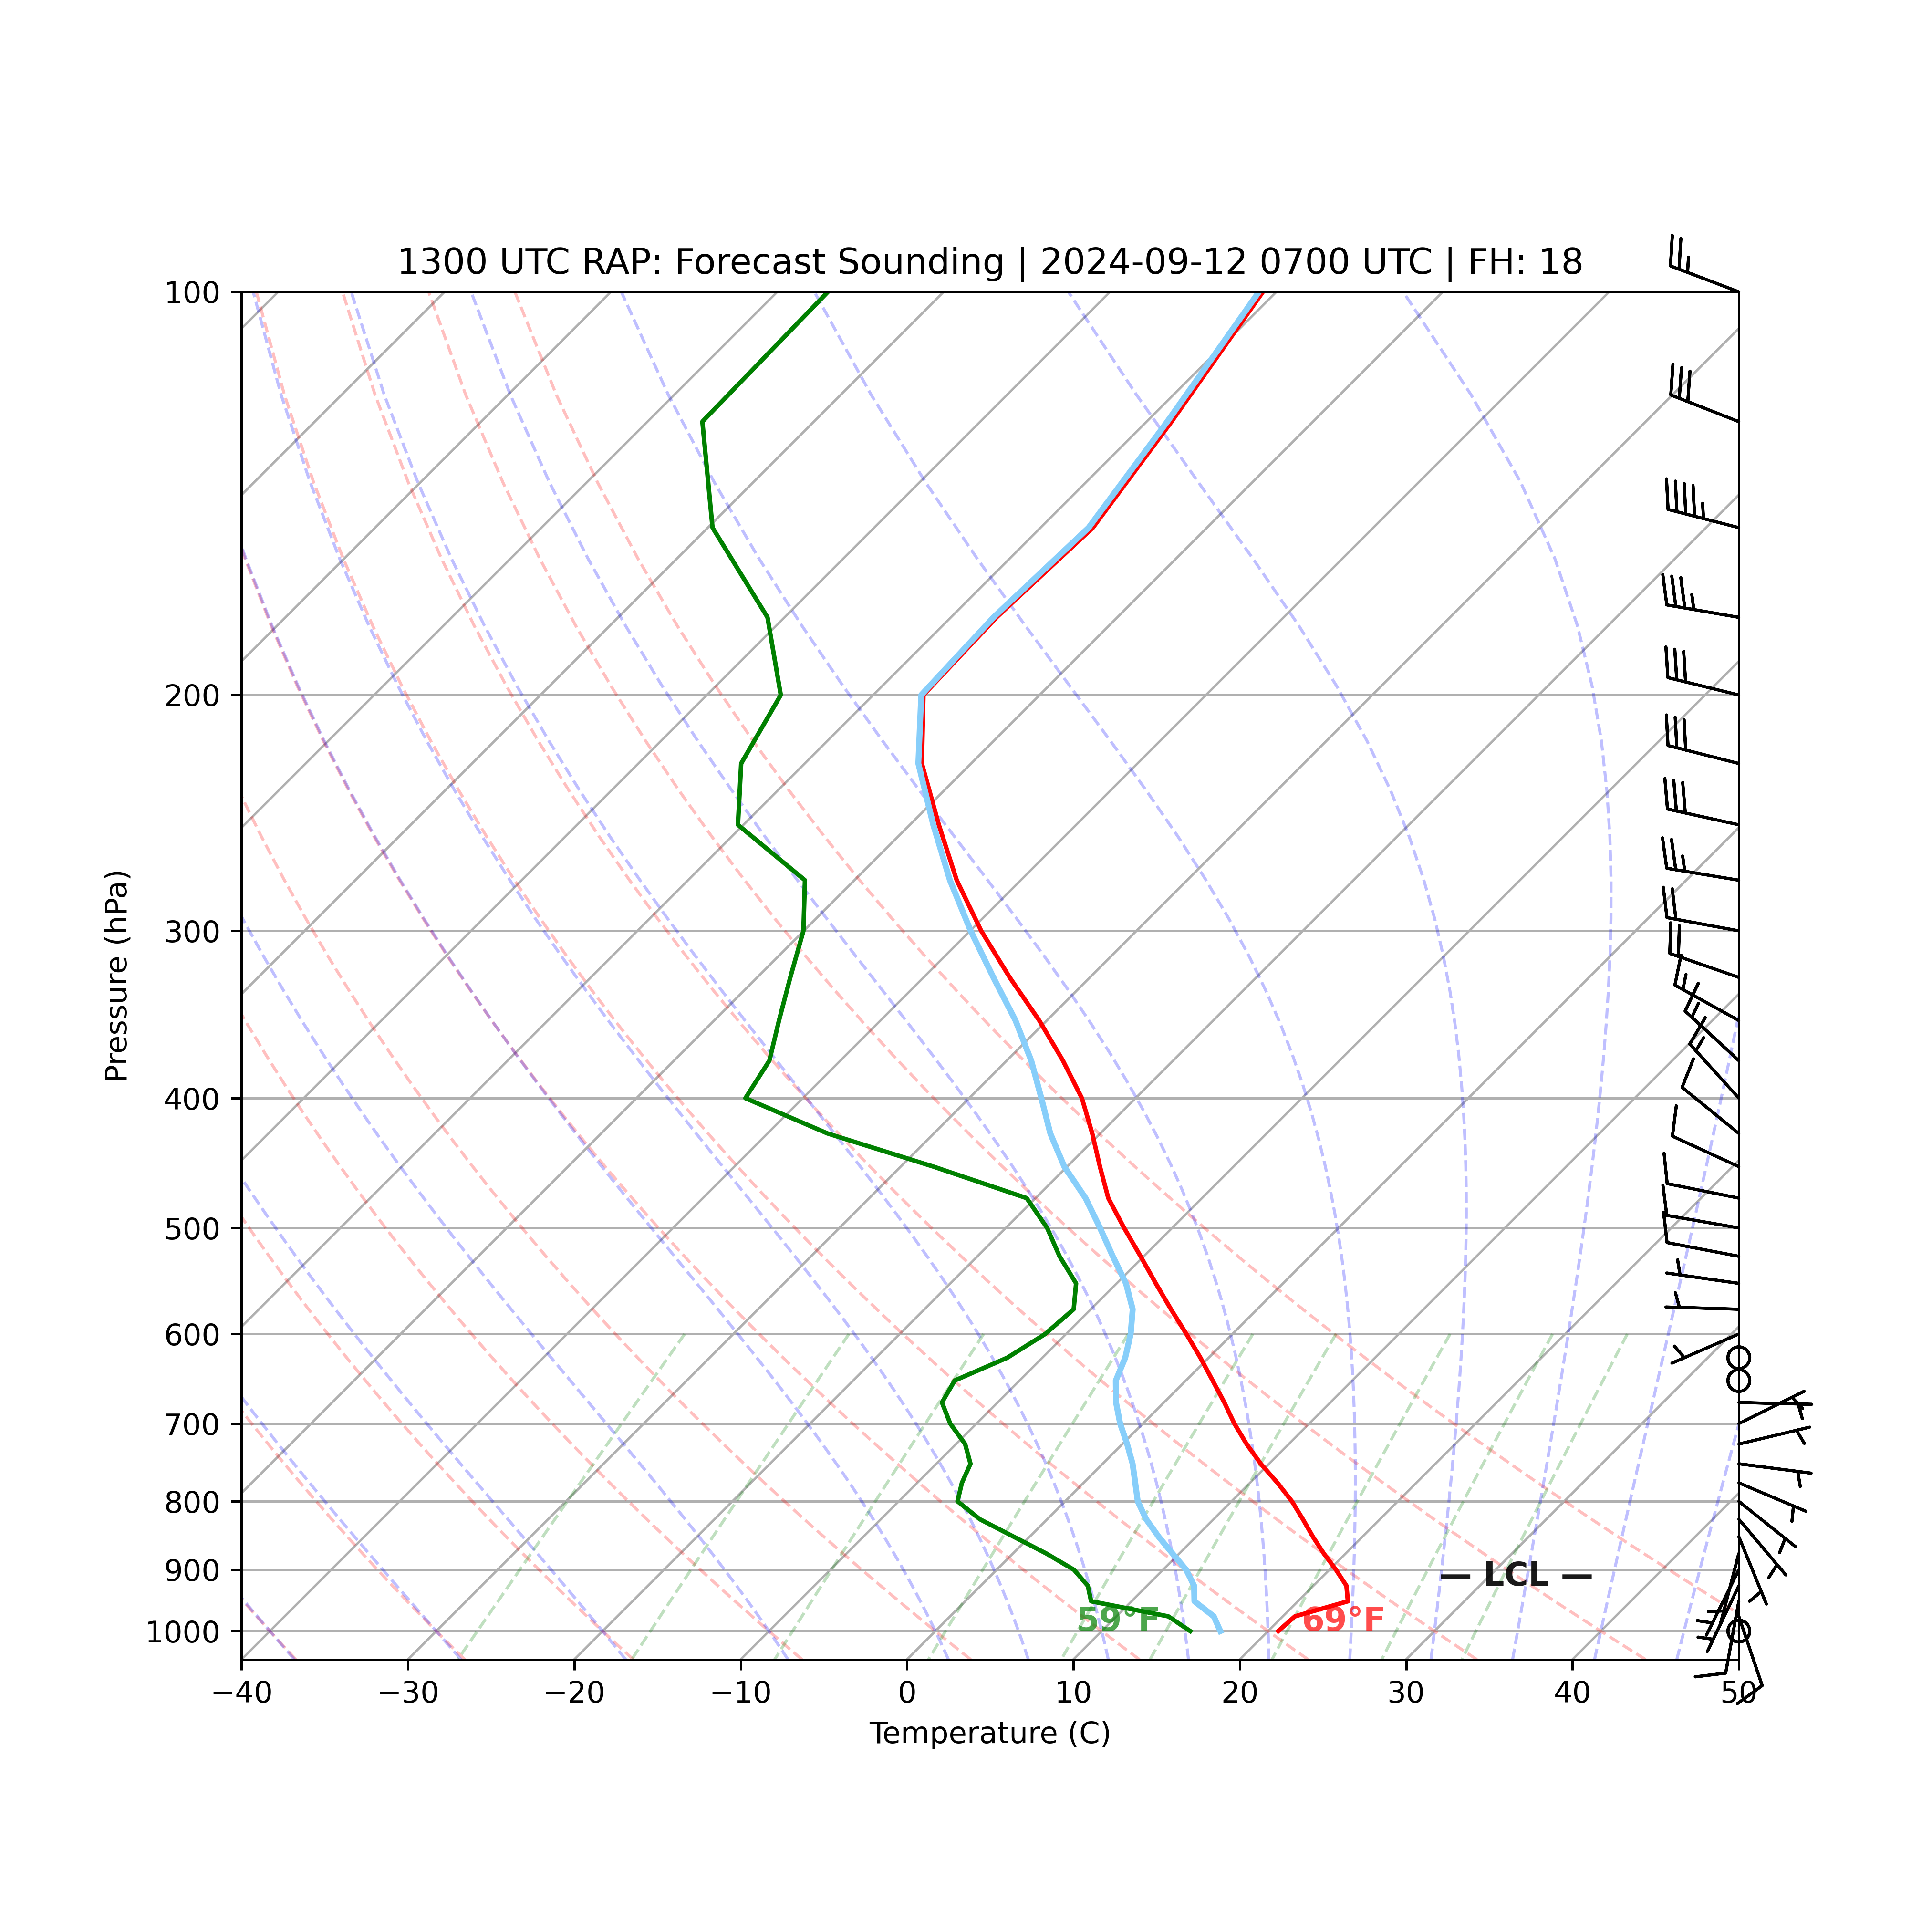 1300 UTC RAP: Forecast Sounding | 2024-09-12 0700 UTC | FH: 18
100
200
300
400
500
600
700
800
900
1000
Pressure (hPa)
— LCL —
59°F
69°F
−40 −30 −20 −10 0 10 20 30 40 50
Temperature (C)